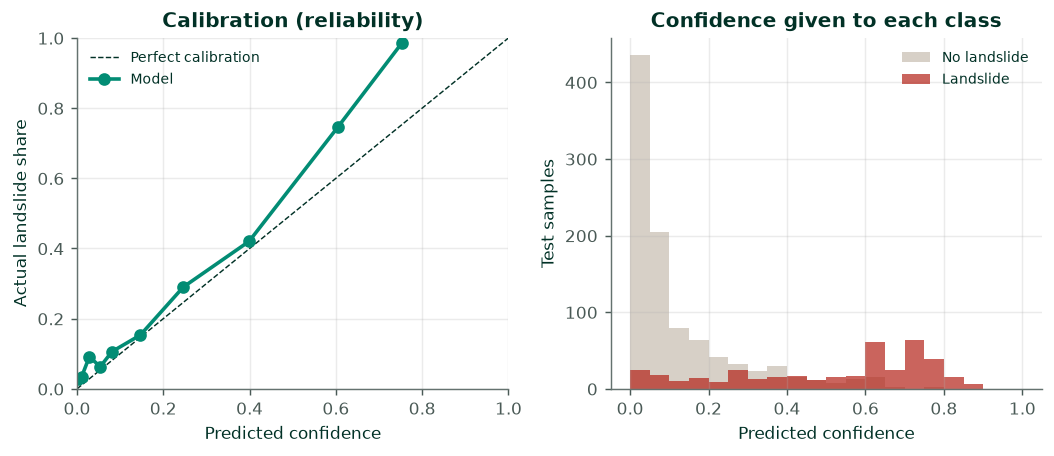 Calibration (reliability)
Perfect calibration
Model
Actual landslide share
1.0
0.8
0.6
0.4
0.2
0.0
0.0 0.2 0.4 0.6 0.8 1.0
Predicted confidence
Confidence given to each class
No landslide
Landslide
Test samples
400
300
200
100
0
0.0 0.2 0.4 0.6 0.8 1.0
Predicted confidence